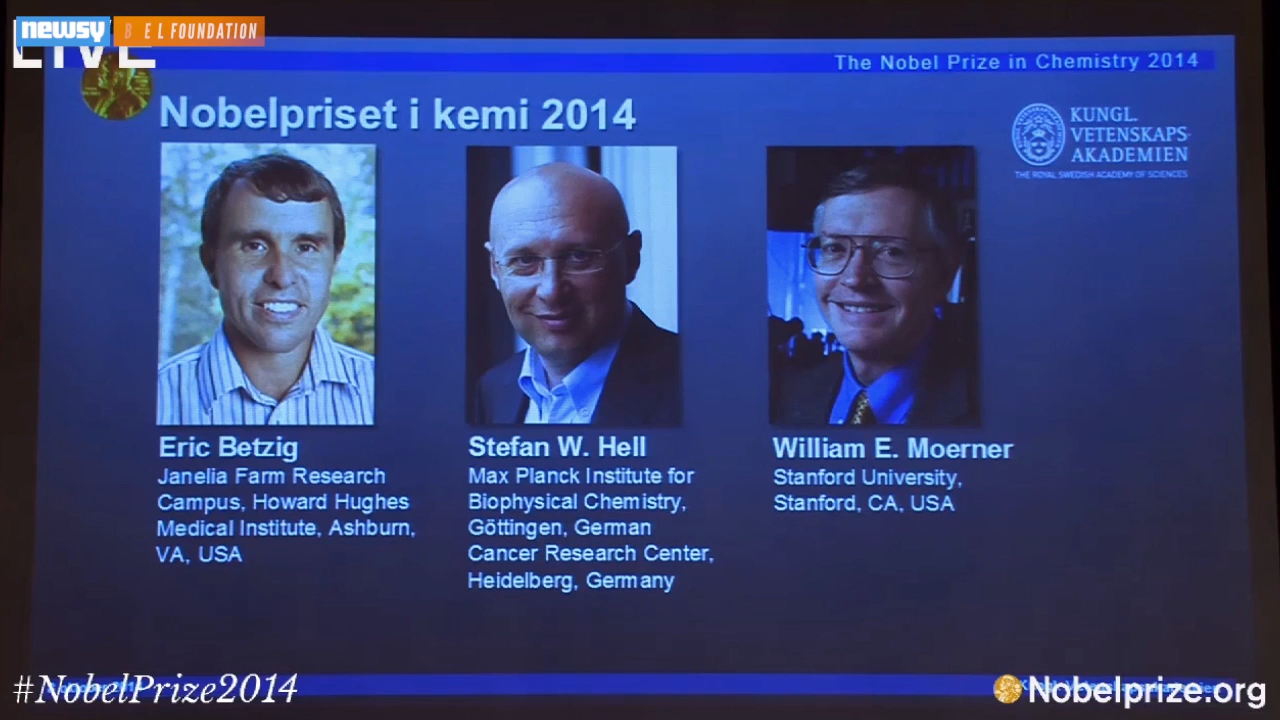 newsy
B E L FOUNDATION
LIVE
The Nobel Prize in Chemistry 2014
Nobelpriset i kemi 2014
KUNGL.
VETENSKAPS-
AKADEMIEN
THE ROYAL SWEDISH ACADEMY OF SCIENCES
Eric Betzig
Janelia Farm Research
Campus, Howard Hughes
Medical Institute, Ashburn,
VA, USA
Stefan W. Hell
Max Planck Institute for
Biophysical Chemistry,
Göttingen, German
Cancer Research Center,
Heidelberg, Germany
William E. Moerner
Stanford University,
Stanford, CA, USA
#NobelPrize2014
Nobelprize.org